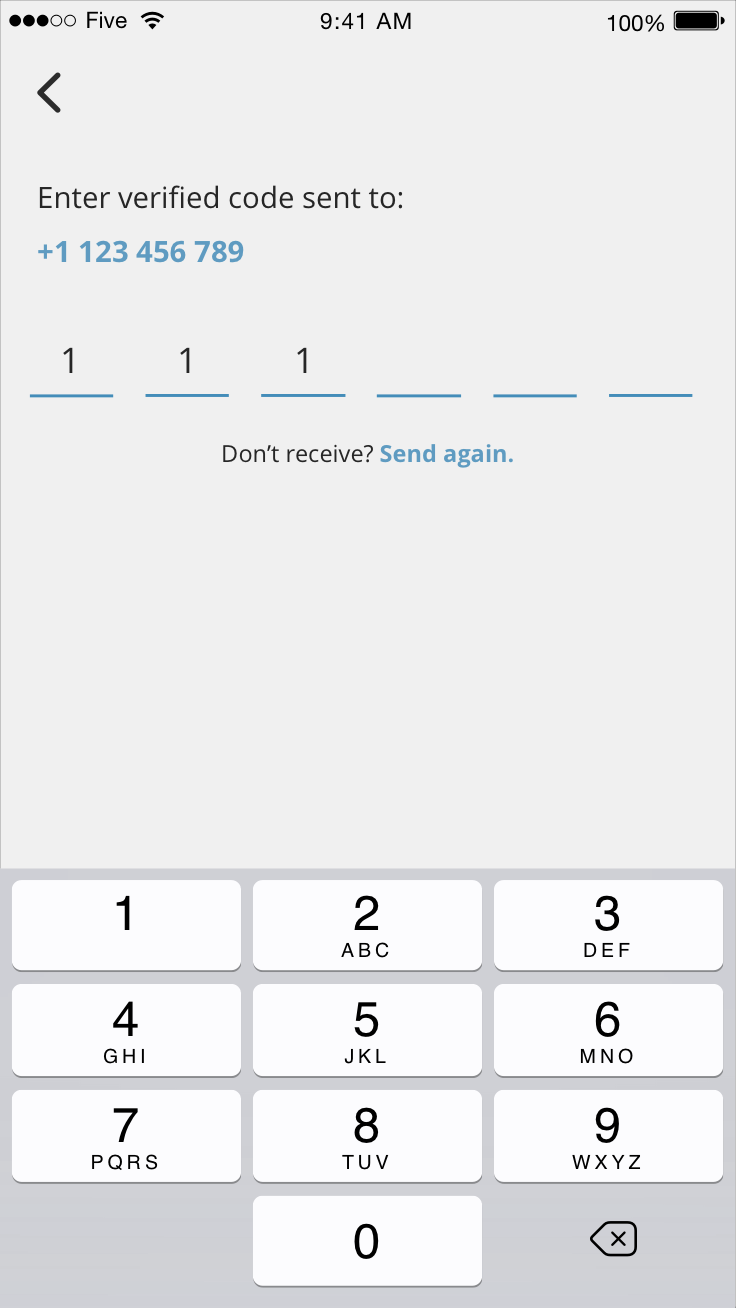 Five 9:41 AM 100%
Enter verified code sent to:
+1 123 456 789
1 1 1
Don’t receive? Send again.
1 2 3
ABC DEF
4 5 6
GHI JKL MNO
7 8 9
PQRS TUV WXYZ
0